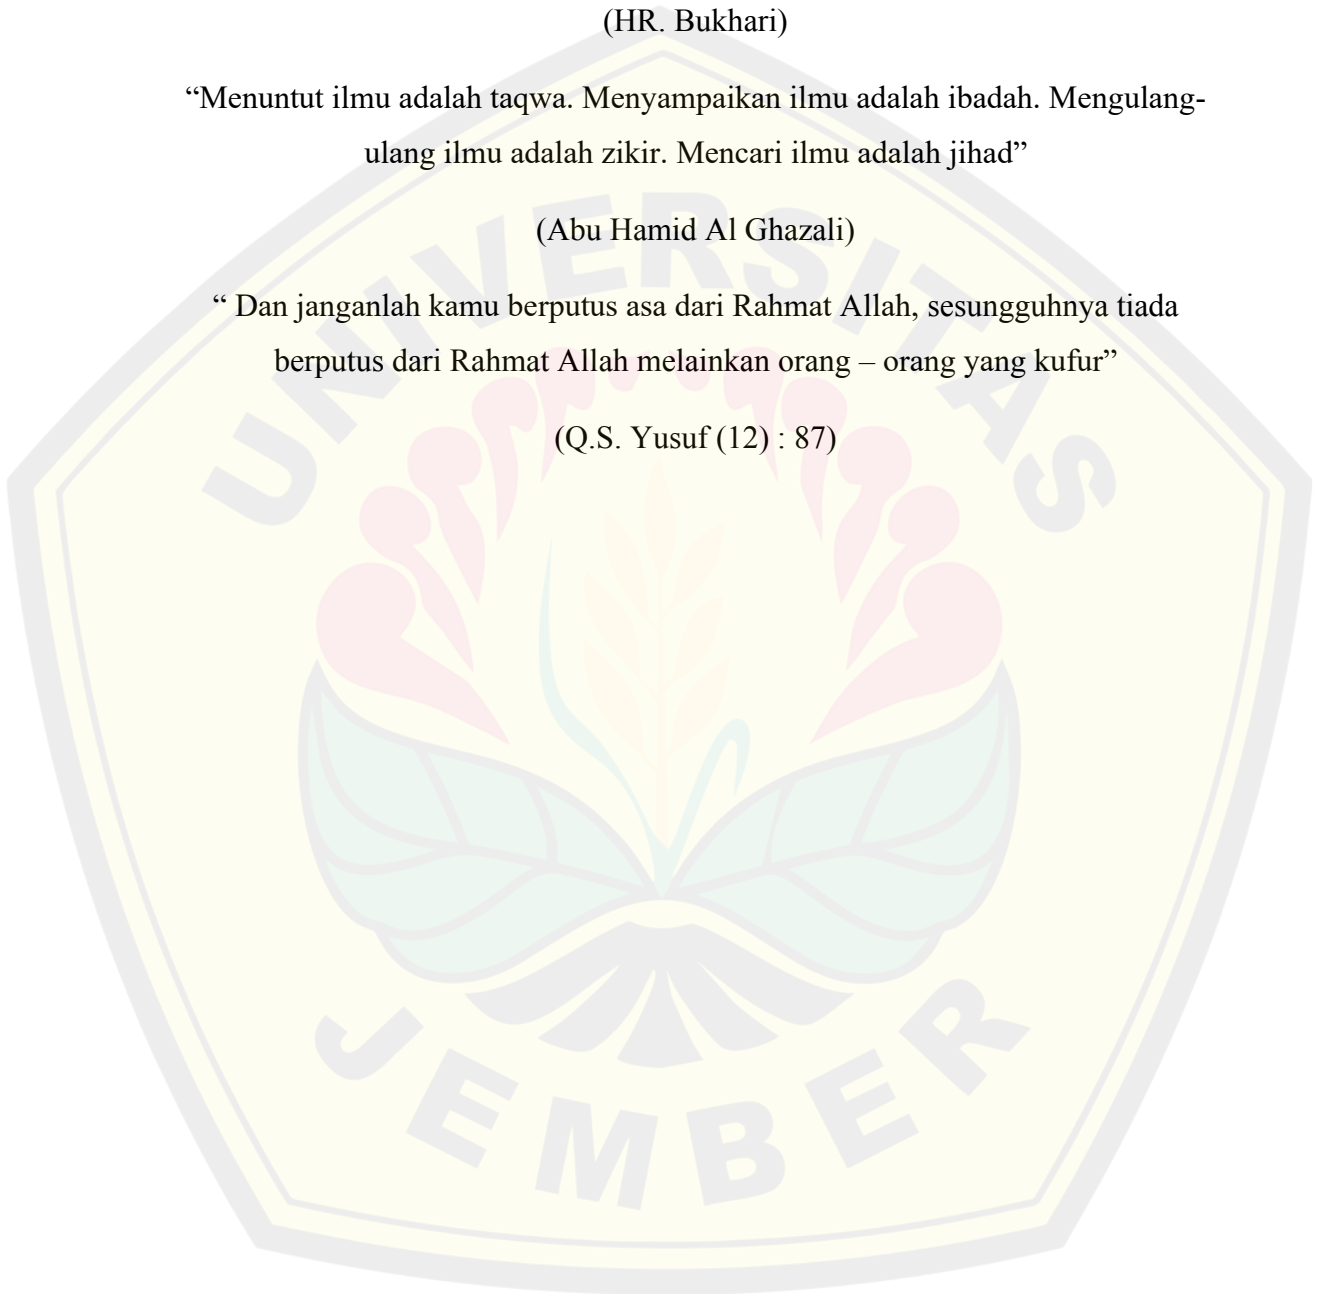 (HR. Bukhari)
“Menuntut ilmu adalah taqwa. Menyampaikan ilmu adalah ibadah. Mengulang-
ulang ilmu adalah zikir. Mencari ilmu adalah jihad”
(Abu Hamid Al Ghazali)
“ Dan janganlah kamu berputus asa dari Rahmat Allah, sesungguhnya tiada
berputus dari Rahmat Allah melainkan orang – orang yang kufur”
(Q.S. Yusuf (12) : 87)
UNIVERSITAS
JEMBER